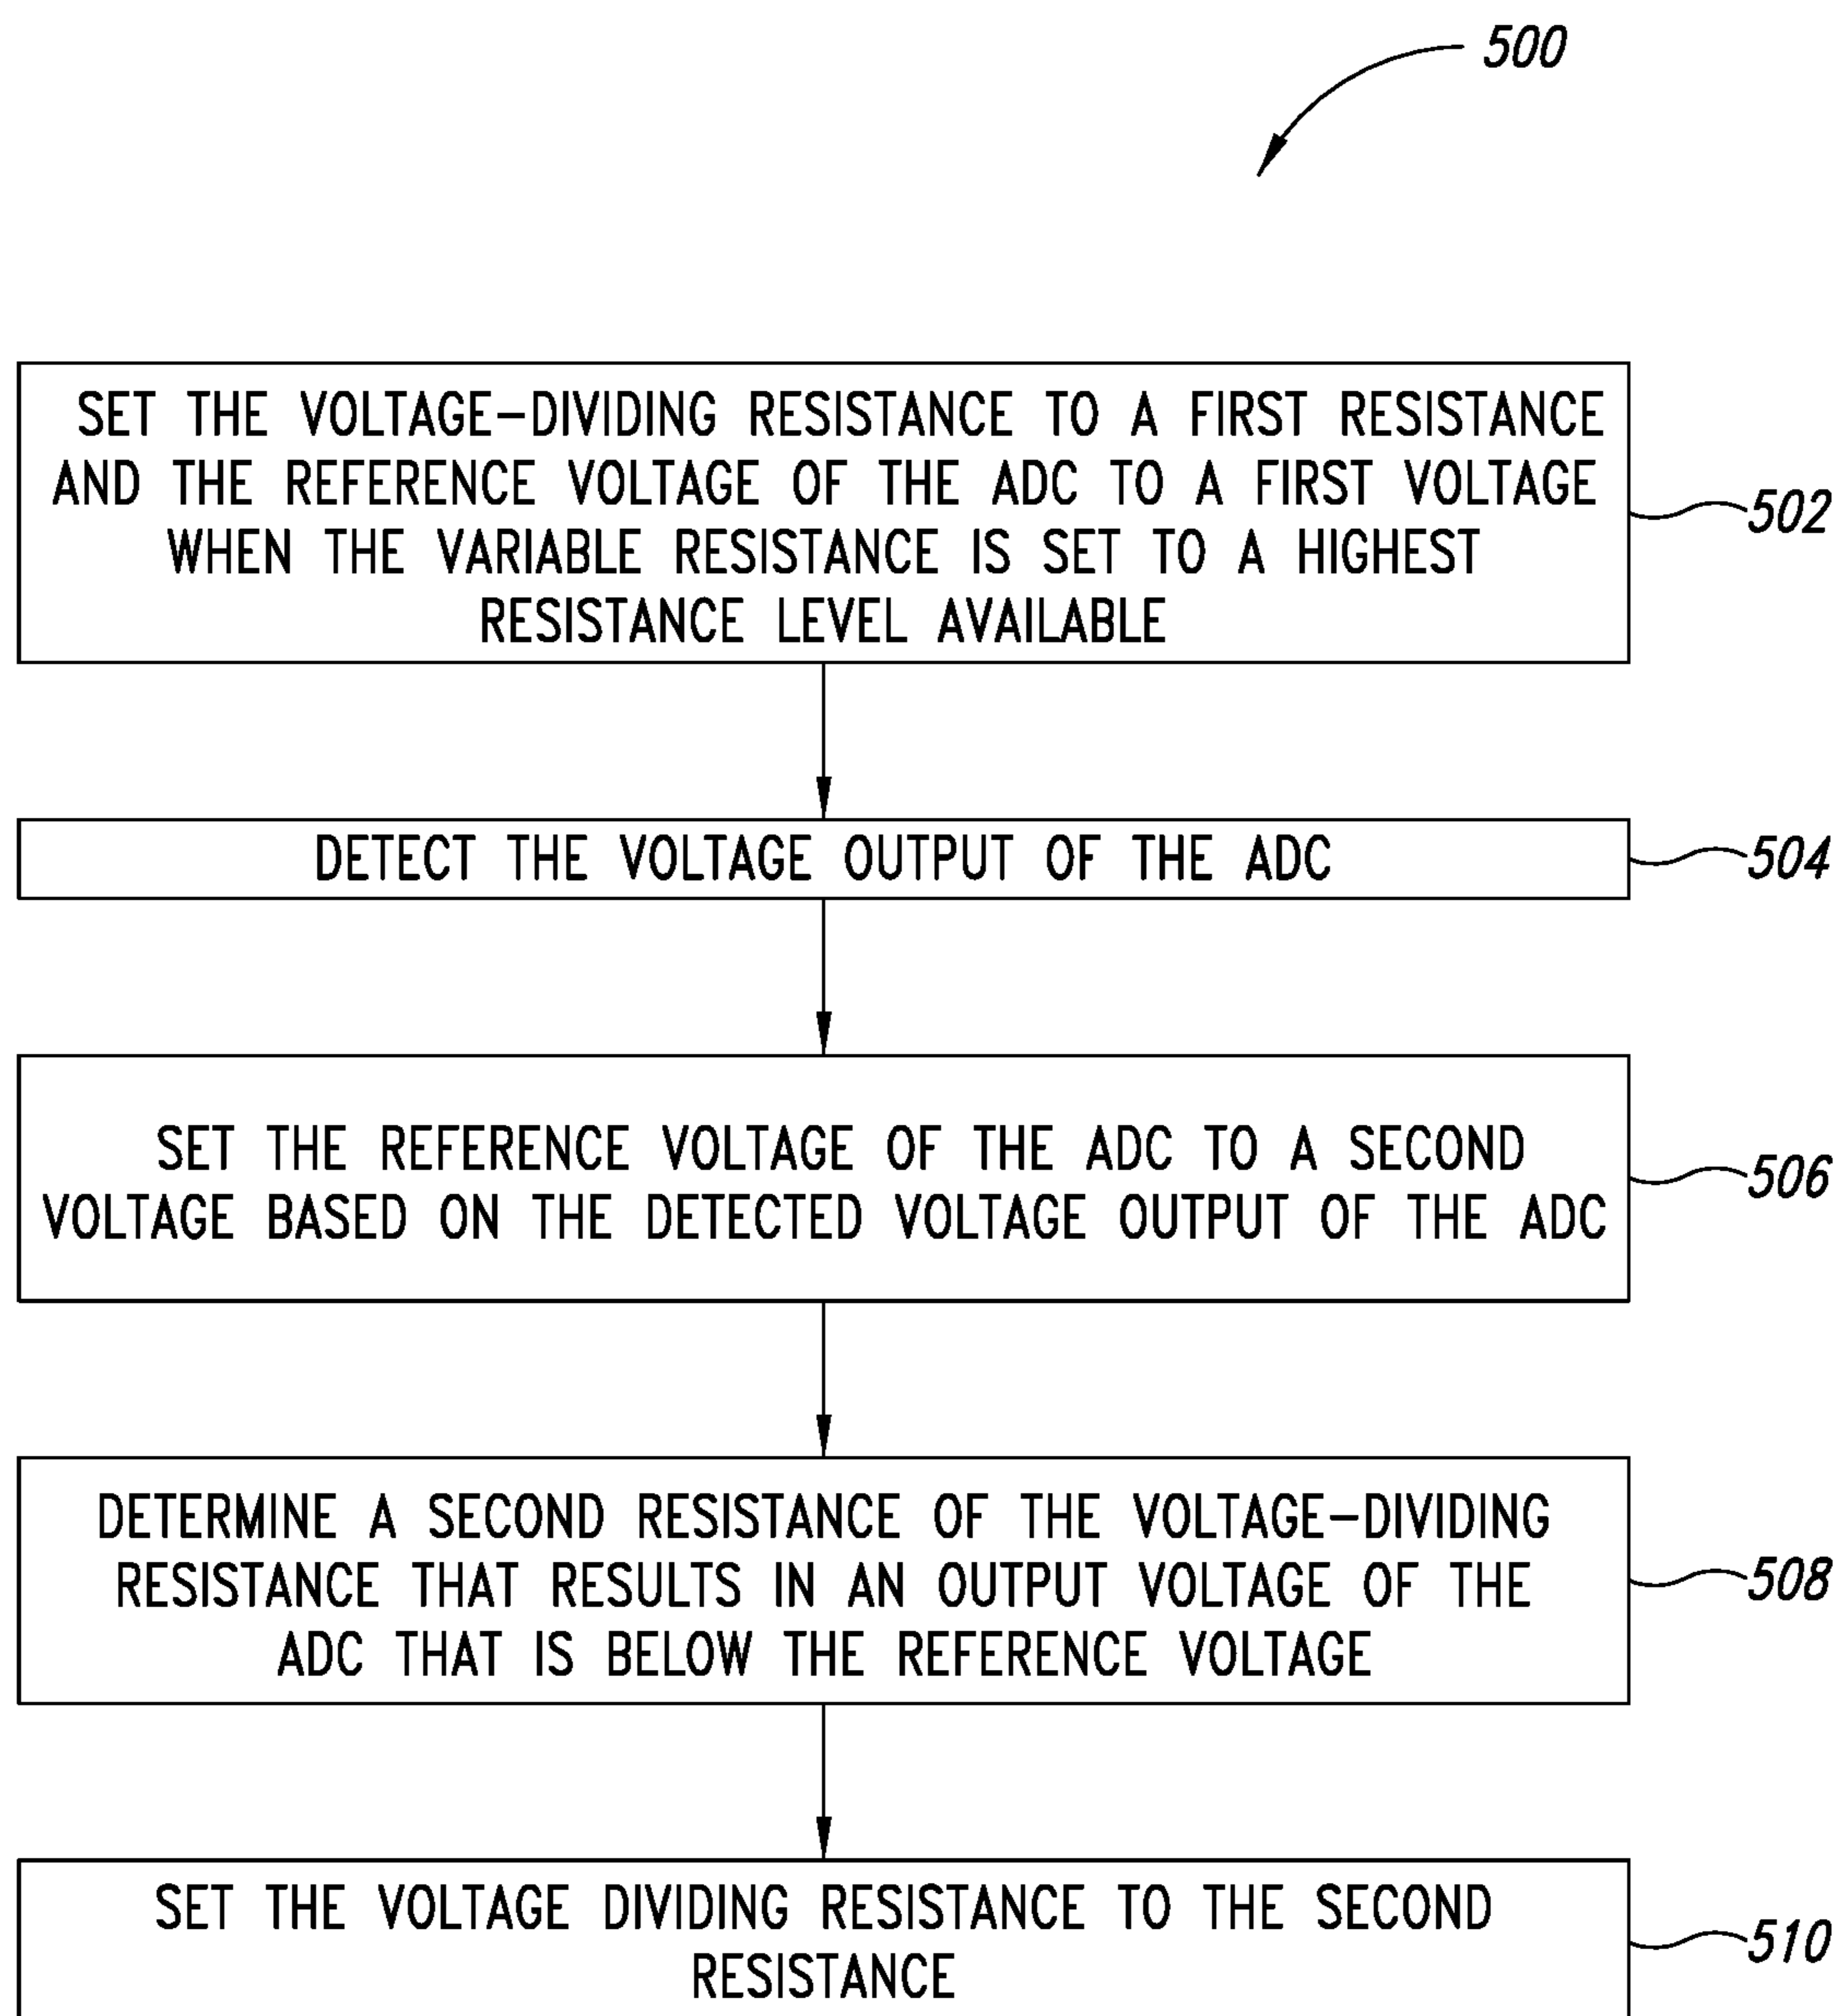 500
SET THE VOLTAGE-DIVIDING RESISTANCE TO A FIRST RESISTANCE
AND THE REFERENCE VOLTAGE OF THE ADC TO A FIRST VOLTAGE
WHEN THE VARIABLE RESISTANCE IS SET TO A HIGHEST
RESISTANCE LEVEL AVAILABLE
502
DETECT THE VOLTAGE OUTPUT OF THE ADC
504
SET THE REFERENCE VOLTAGE OF THE ADC TO A SECOND
VOLTAGE BASED ON THE DETECTED VOLTAGE OUTPUT OF THE ADC
506
DETERMINE A SECOND RESISTANCE OF THE VOLTAGE-DIVIDING
RESISTANCE THAT RESULTS IN AN OUTPUT VOLTAGE OF THE
ADC THAT IS BELOW THE REFERENCE VOLTAGE
508
SET THE VOLTAGE DIVIDING RESISTANCE TO THE SECOND
RESISTANCE
510